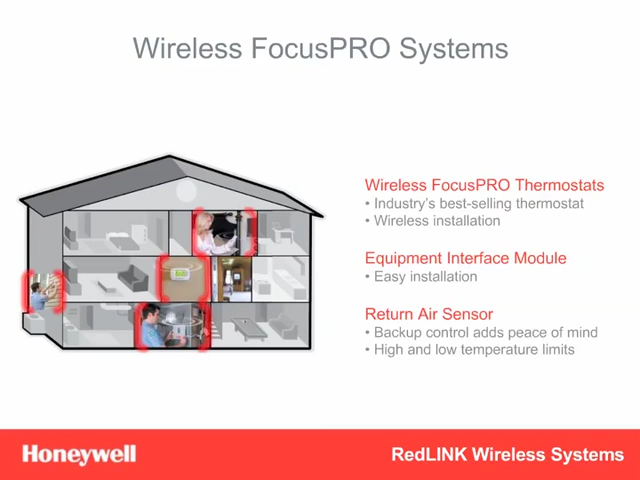 Wireless FocusPRO Systems
Wireless FocusPRO Thermostats
• Industry's best-selling thermostat
• Wireless installation
Equipment Interface Module
• Easy installation
Return Air Sensor
• Backup control adds peace of mind
• High and low temperature limits
Honeywell
RedLINK Wireless Systems